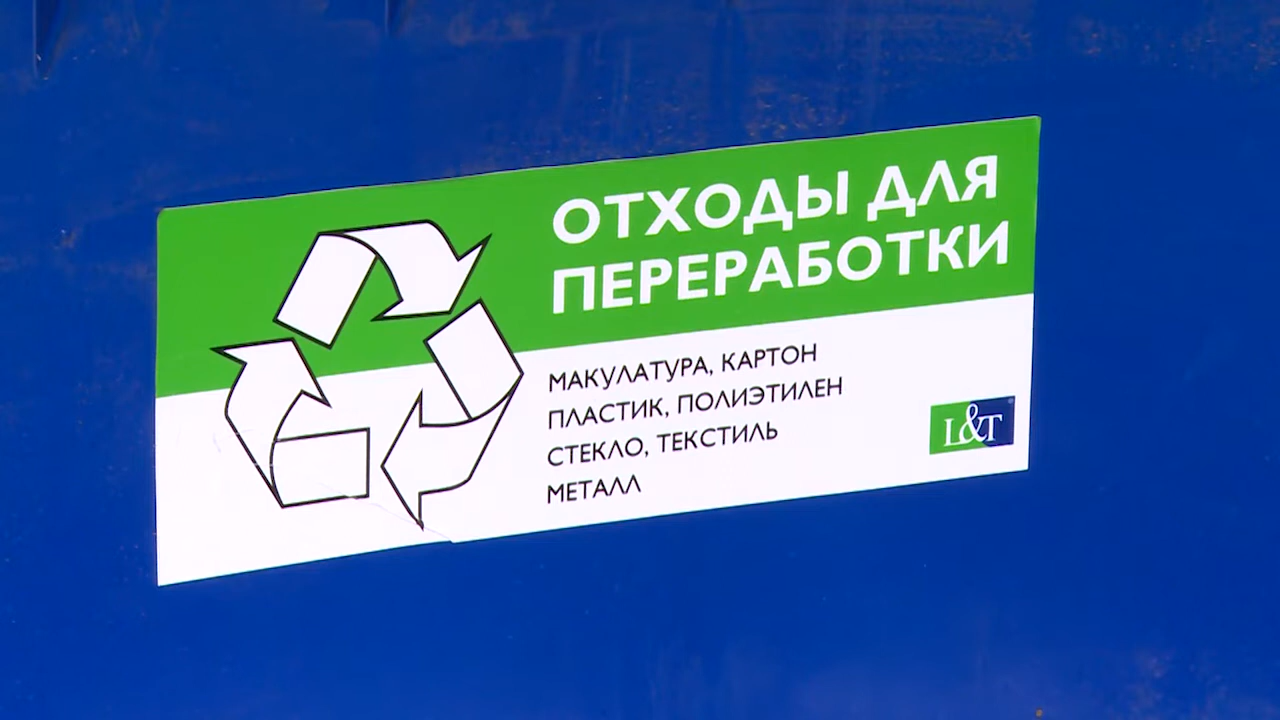 ОТХОДЫ ДЛЯ
ПЕРЕРАБОТКИ
МАКУЛАТУРА, КАРТОН
ПЛАСТИК, ПОЛИЭТИЛЕН
СТЕКЛО, ТЕКСТИЛЬ
МЕТАЛЛ
L&T